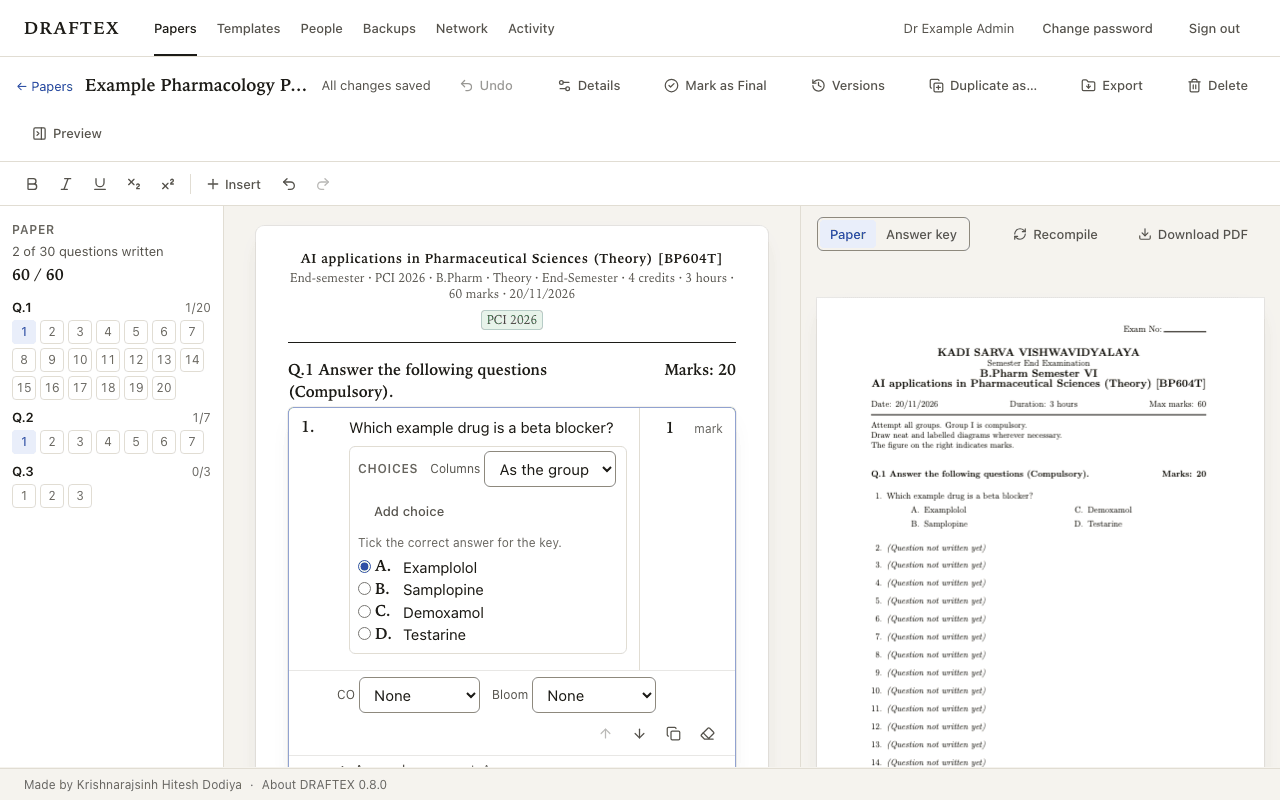 DRAFTEX Papers Templates People Backups Network Activity Dr Example Admin Change password Sign out
← Papers Example Pharmacology P... All changes saved Undo Details Mark as Final Versions Duplicate as... Export Delete
Preview
B I U x₂ x² + Insert
PAPER
2 of 30 questions written
60 / 60
Q.1 1/20
1 2 3 4 5 6 7
8 9 10 11 12 13 14
15 16 17 18 19 20
Q.2 1/7
1 2 3 4 5 6 7
Q.3 0/3
1 2 3
AI applications in Pharmaceutical Sciences (Theory) [BP604T]
End-semester · PCI 2026 · B.Pharm · Theory · End-Semester · 4 credits · 3 hours ·
60 marks · 20/11/2026
PCI 2026
Q.1 Answer the following questions Marks: 20
(Compulsory).
1. Which example drug is a beta blocker? 1 mark
CHOICES Columns As the group
Add choice
Tick the correct answer for the key.
A. Examplolol
B. Samplopine
C. Demoxamol
D. Testarine
CO None Bloom None
Paper Answer key Recompile Download PDF
Exam No:
KADI SARVA VISHWAVIDYALAYA
Semester End Examination
B.Pharm Semester VI
AI applications in Pharmaceutical Sciences (Theory) [BP604T]
Date: 20/11/2026 Duration: 3 hours Max marks: 60
Attempt all groups. Group I is compulsory.
Draw neat and labelled diagrams wherever necessary.
The figure on the right indicates marks.
Q.1 Answer the following questions (Compulsory). Marks: 20
1. Which example drug is a beta blocker?
A. Examplolol C. Demoxamol
B. Samplopine D. Testarine
2. (Question not written yet)
3. (Question not written yet)
4. (Question not written yet)
5. (Question not written yet)
6. (Question not written yet)
7. (Question not written yet)
8. (Question not written yet)
9. (Question not written yet)
10. (Question not written yet)
11. (Question not written yet)
12. (Question not written yet)
13. (Question not written yet)
14. (Question not written yet)
Made by Krishnarajsinh Hitesh Dodiya · About DRAFTEX 0.8.0